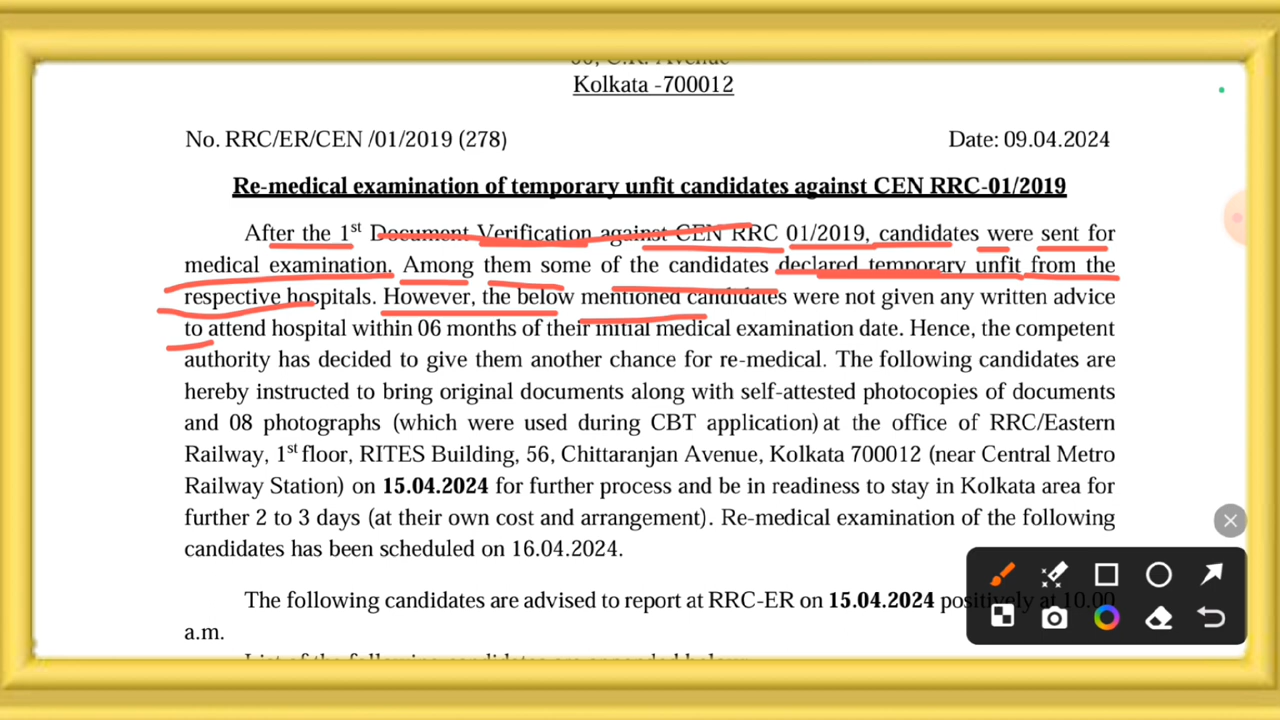 Kolkata -700012
No. RRC/ER/CEN /01/2019 (278) Date: 09.04.2024
Re-medical examination of temporary unfit candidates against CEN RRC-01/2019
After the 1st Document Verification against CEN RRC 01/2019, candidates were sent for
medical examination. Among them some of the candidates declared temporary unfit from the
respective hospitals. However, the below mentioned candidates were not given any written advice
to attend hospital within 06 months of their initial medical examination date. Hence, the competent
authority has decided to give them another chance for re-medical. The following candidates are
hereby instructed to bring original documents along with self-attested photocopies of documents
and 08 photographs (which were used during CBT application) at the office of RRC/Eastern
Railway, 1st floor, RITES Building, 56, Chittaranjan Avenue, Kolkata 700012 (near Central Metro
Railway Station) on 15.04.2024 for further process and be in readiness to stay in Kolkata area for
further 2 to 3 days (at their own cost and arrangement). Re-medical examination of the following
candidates has been scheduled on 16.04.2024.
The following candidates are advised to report at RRC-ER on 15.04.2024 positively at 10.00
a.m.